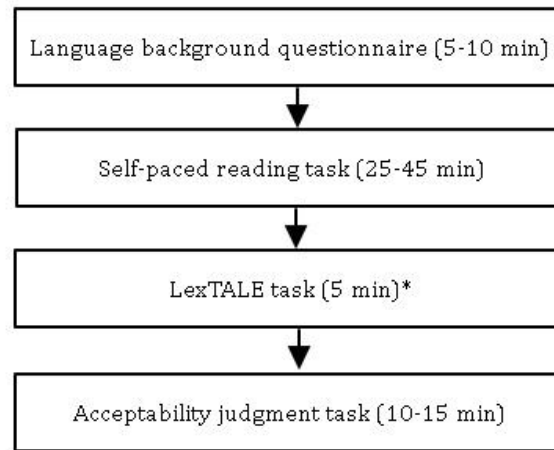 Language background questionnaire (5-10 min)
Self-paced reading task (25-45 min)
LexTALE task (5 min)*
Acceptability judgment task (10-15 min)